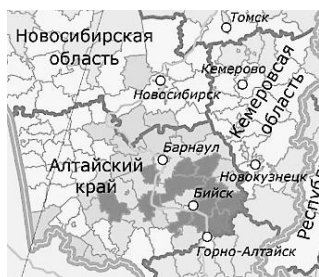 Томск
Новосибирская
область
Кемерово
Новосибирск
Кемеровская
область
Барнаул
Алтайский
край
Новокузнецк
Бийск
Республ
Горно-Алтайск